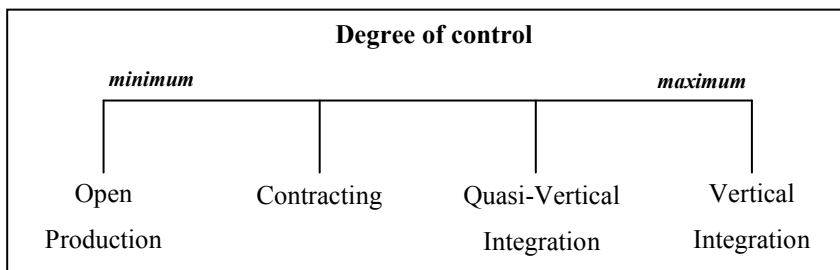 Degree of control
minimum maximum
Open Contracting Quasi-Vertical Vertical
Production Integration Integration